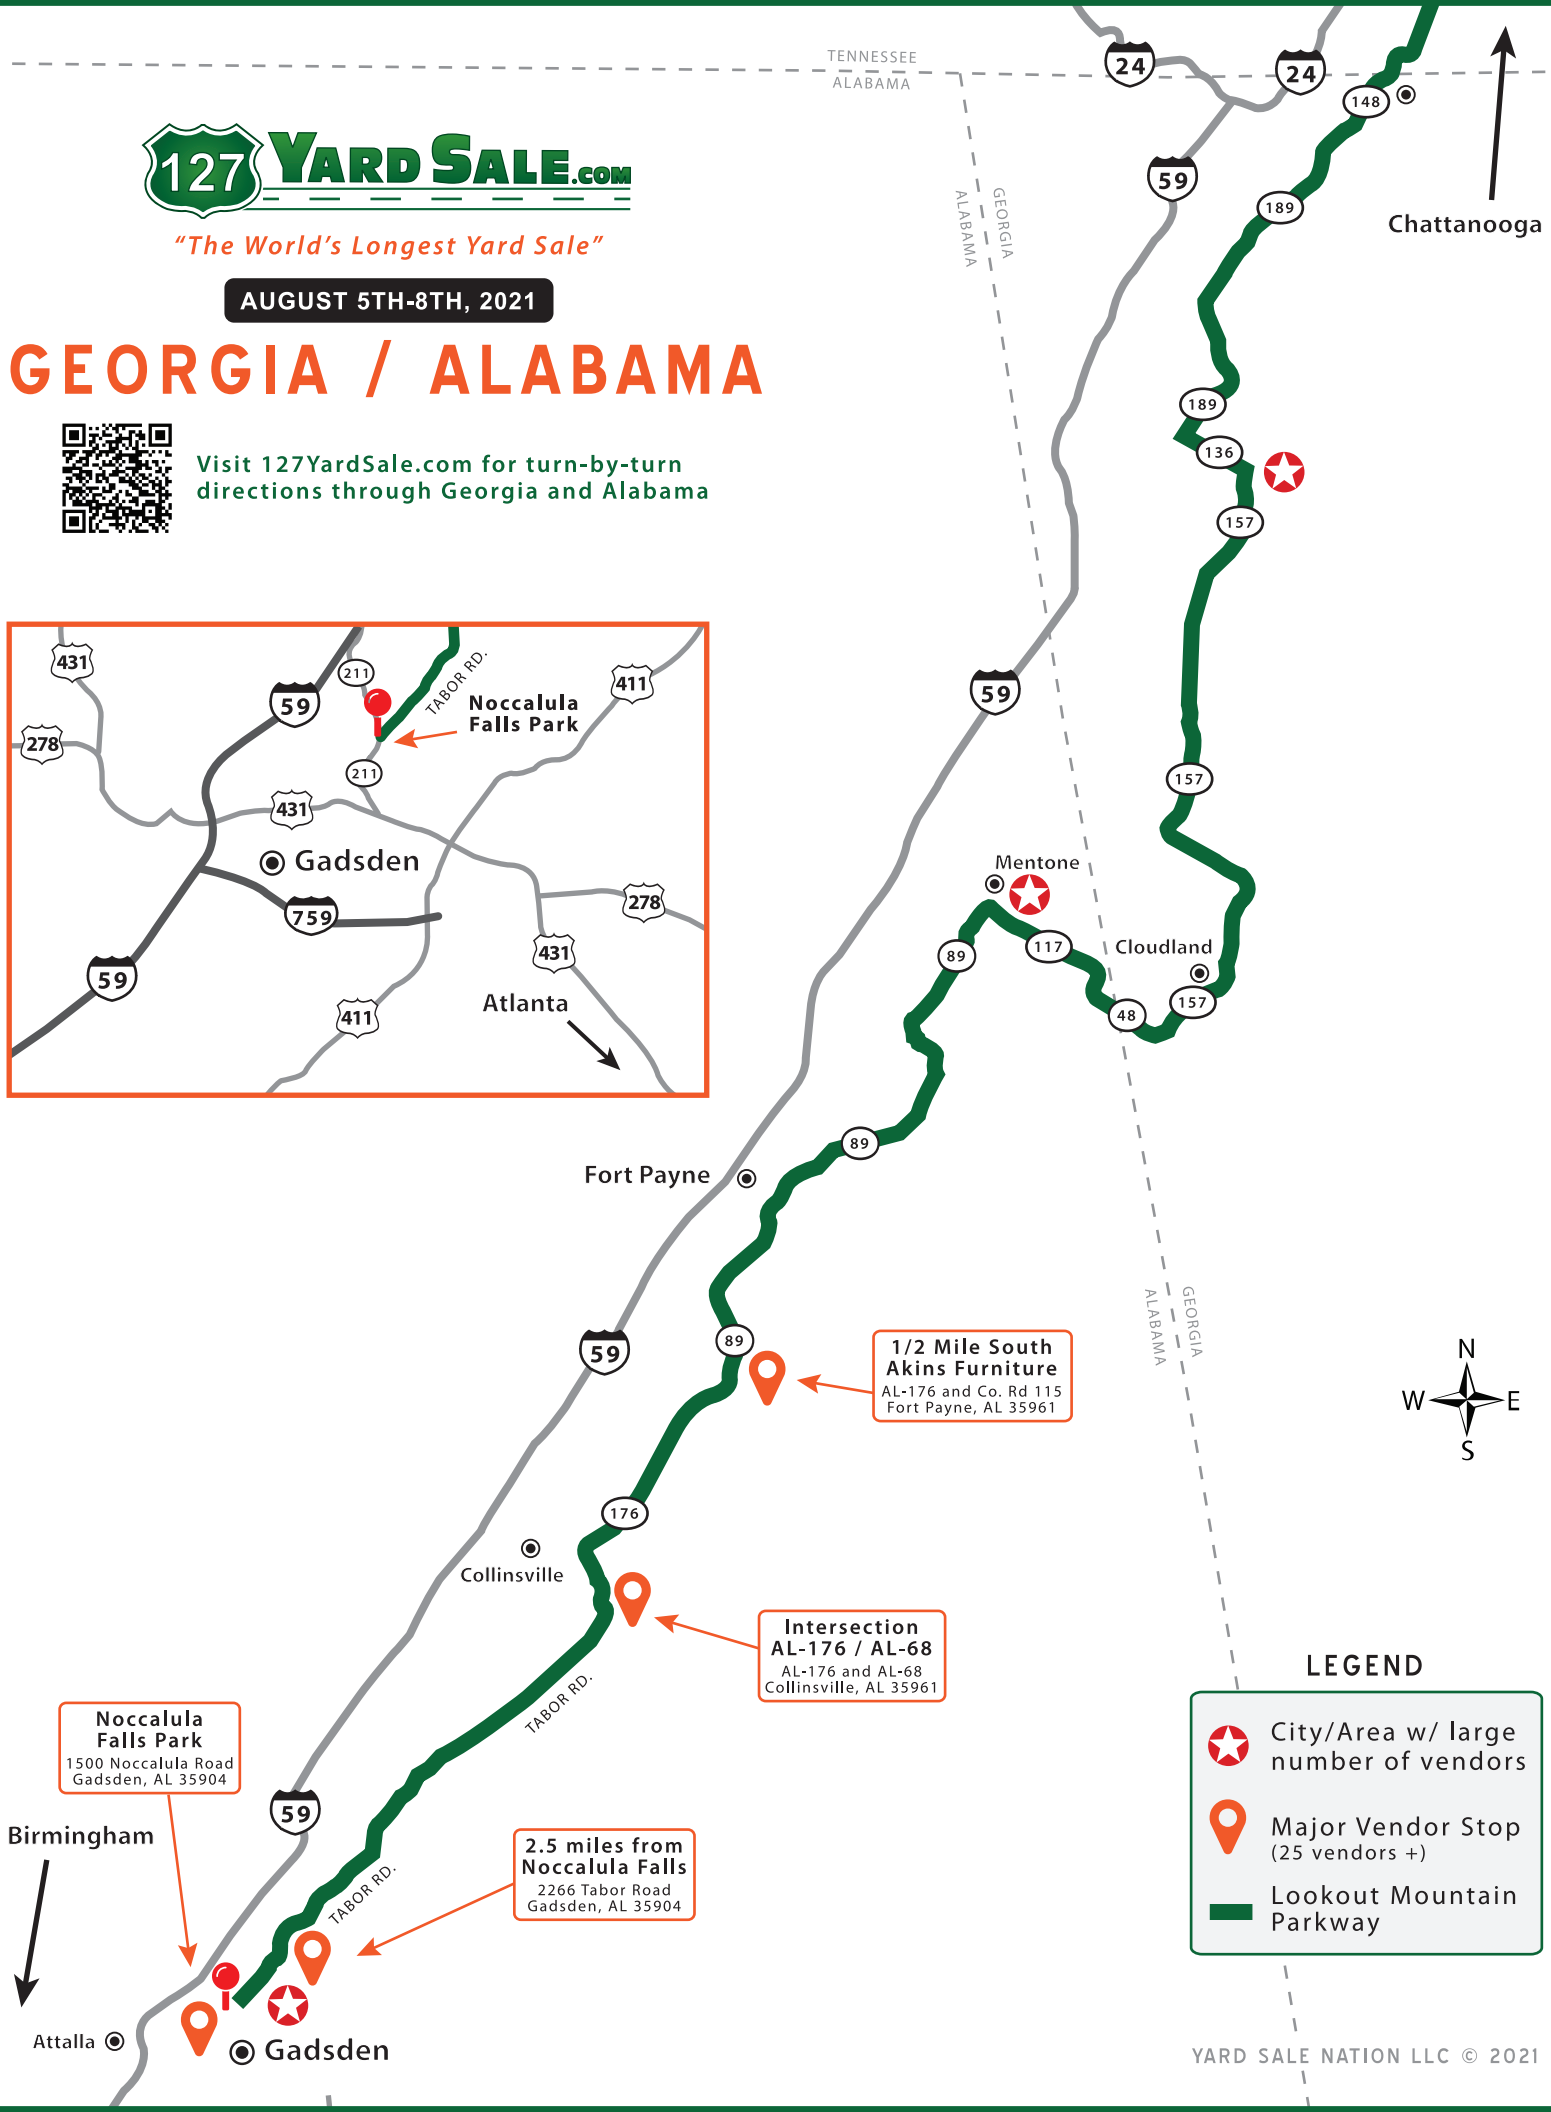 TENNESSEE
ALABAMA
24
24
148
59
127 YARD SALE.COM
"The World's Longest Yard Sale"
AUGUST 5TH-8TH, 2021
GEORGIA / ALABAMA
Visit 127YardSale.com for turn-by-turn
directions through Georgia and Alabama
GEORGIA
ALABAMA
189
Chattanooga
189
136
157
431
211
59
TABOR RD.
411
Noccalula
Falls Park
278
211
431
Gadsden
759
278
431
59
Atlanta
411
59
157
Mentone
117
89
Cloudland
157
48
89
Fort Payne
GEORGIA
ALABAMA
59
89
1/2 Mile South
Akins Furniture
AL-176 and Co. Rd 115
Fort Payne, AL 35961
N
W
E
S
176
Collinsville
Intersection
AL-176 / AL-68
AL-176 and AL-68
Collinsville, AL 35961
TABOR RD.
Noccalula
Falls Park
1500 Noccalula Road
Gadsden, AL 35904
59
Birmingham
2.5 miles from
Noccalula Falls
2266 Tabor Road
Gadsden, AL 35904
TABOR RD.
Attalla
Gadsden
LEGEND
City/Area w/ large
number of vendors
Major Vendor Stop
(25 vendors +)
Lookout Mountain
Parkway
YARD SALE NATION LLC © 2021